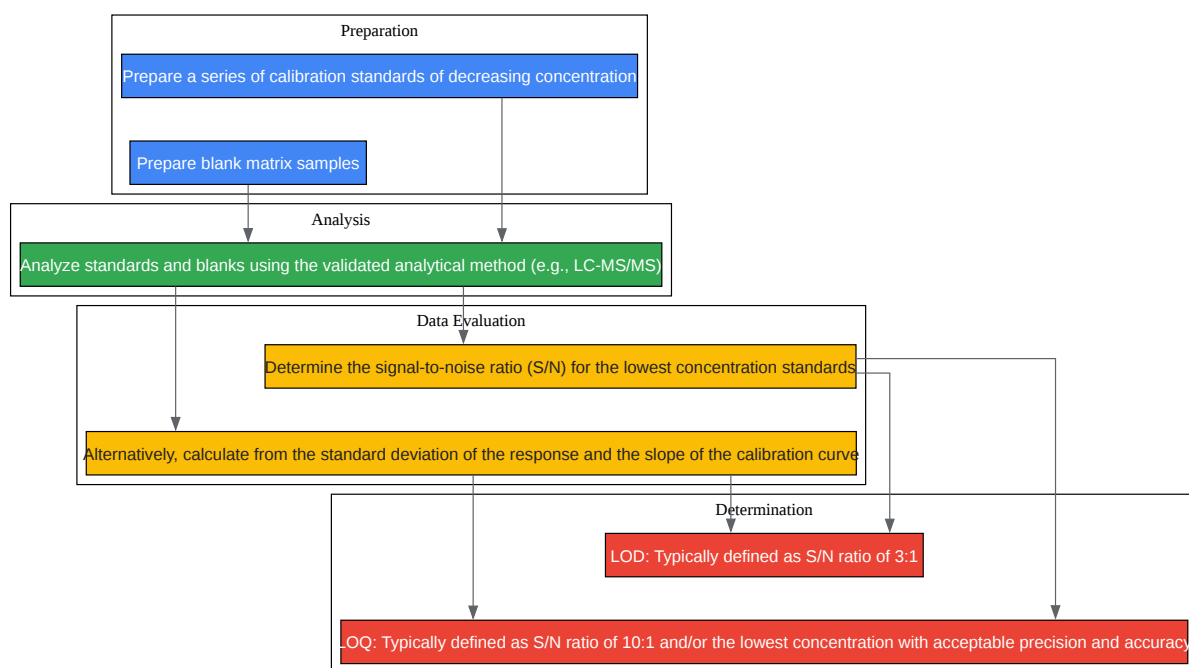 Preparation
Prepare a series of calibration standards of decreasing concentration
Prepare blank matrix samples
Analysis
Analyze standards and blanks using the validated analytical method (e.g., LC-MS/MS)
Data Evaluation
Determine the signal-to-noise ratio (S/N) for the lowest concentration standards
Alternatively, calculate from the standard deviation of the response and the slope of the calibration curve
Determination
LOD: Typically defined as S/N ratio of 3:1
LOQ: Typically defined as S/N ratio of 10:1 and/or the lowest concentration with acceptable precision and accuracy